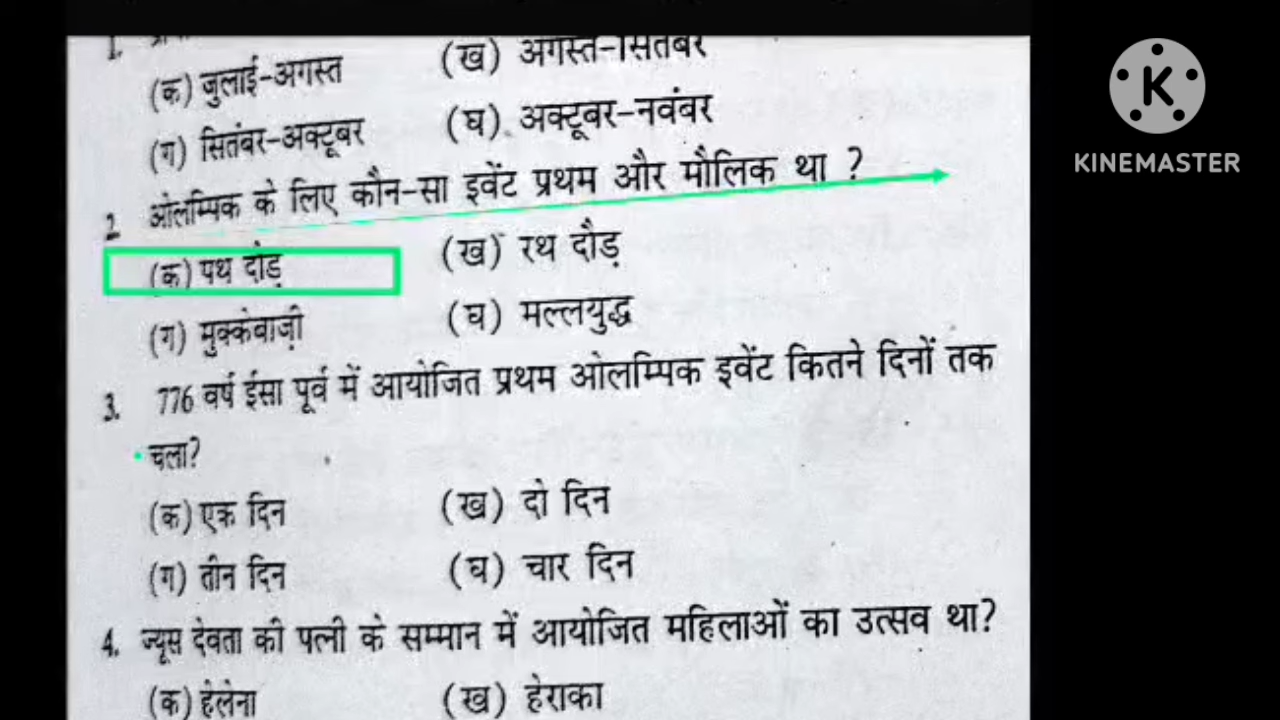 1.
(क) जुलाई-अगस्त (ख) अगस्त-सितंबर
(ग) सितंबर-अक्टूबर (घ) अक्टूबर-नवंबर
2 ओलम्पिक के लिए कौन-सा इवेंट प्रथम और मौलिक था ?
(क) पथ दौड़ (ख) रथ दौड़
(ग) मुक्केबाज़ी (घ) मल्लयुद्ध
3. 776 वर्ष ईसा पूर्व में आयोजित प्रथम ओलम्पिक इवेंट कितने दिनों तक
चला?
(क) एक दिन (ख) दो दिन
(ग) तीन दिन (घ) चार दिन
4. ज्यूस देवता की पत्नी के सम्मान में आयोजित महिलाओं का उत्सव था?
(क) हेलेना (ख) हेराका
K
KINEMASTER